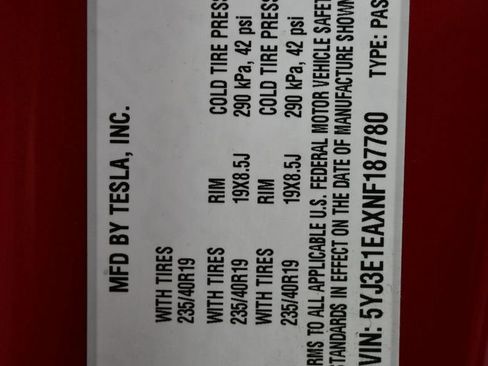 MFD BY TESLA, INC.
WITH TIRES
235/40R19
WITH TIRES RIM COLD TIRE PRESS
235/40R19 19X8.5J 290 kPa, 42 psi
WITH TIRES RIM COLD TIRE PRESS
235/40R19 19X8.5J 290 kPa, 42 psi
RMS TO ALL APPLICABLE U.S. FEDERAL MOTOR VEHICLE SAFET
STANDARDS IN EFFECT ON THE DATE OF MANUFACTURE SHOWN
VIN: 5YJ3E1EAXNF187780 TYPE: PAS